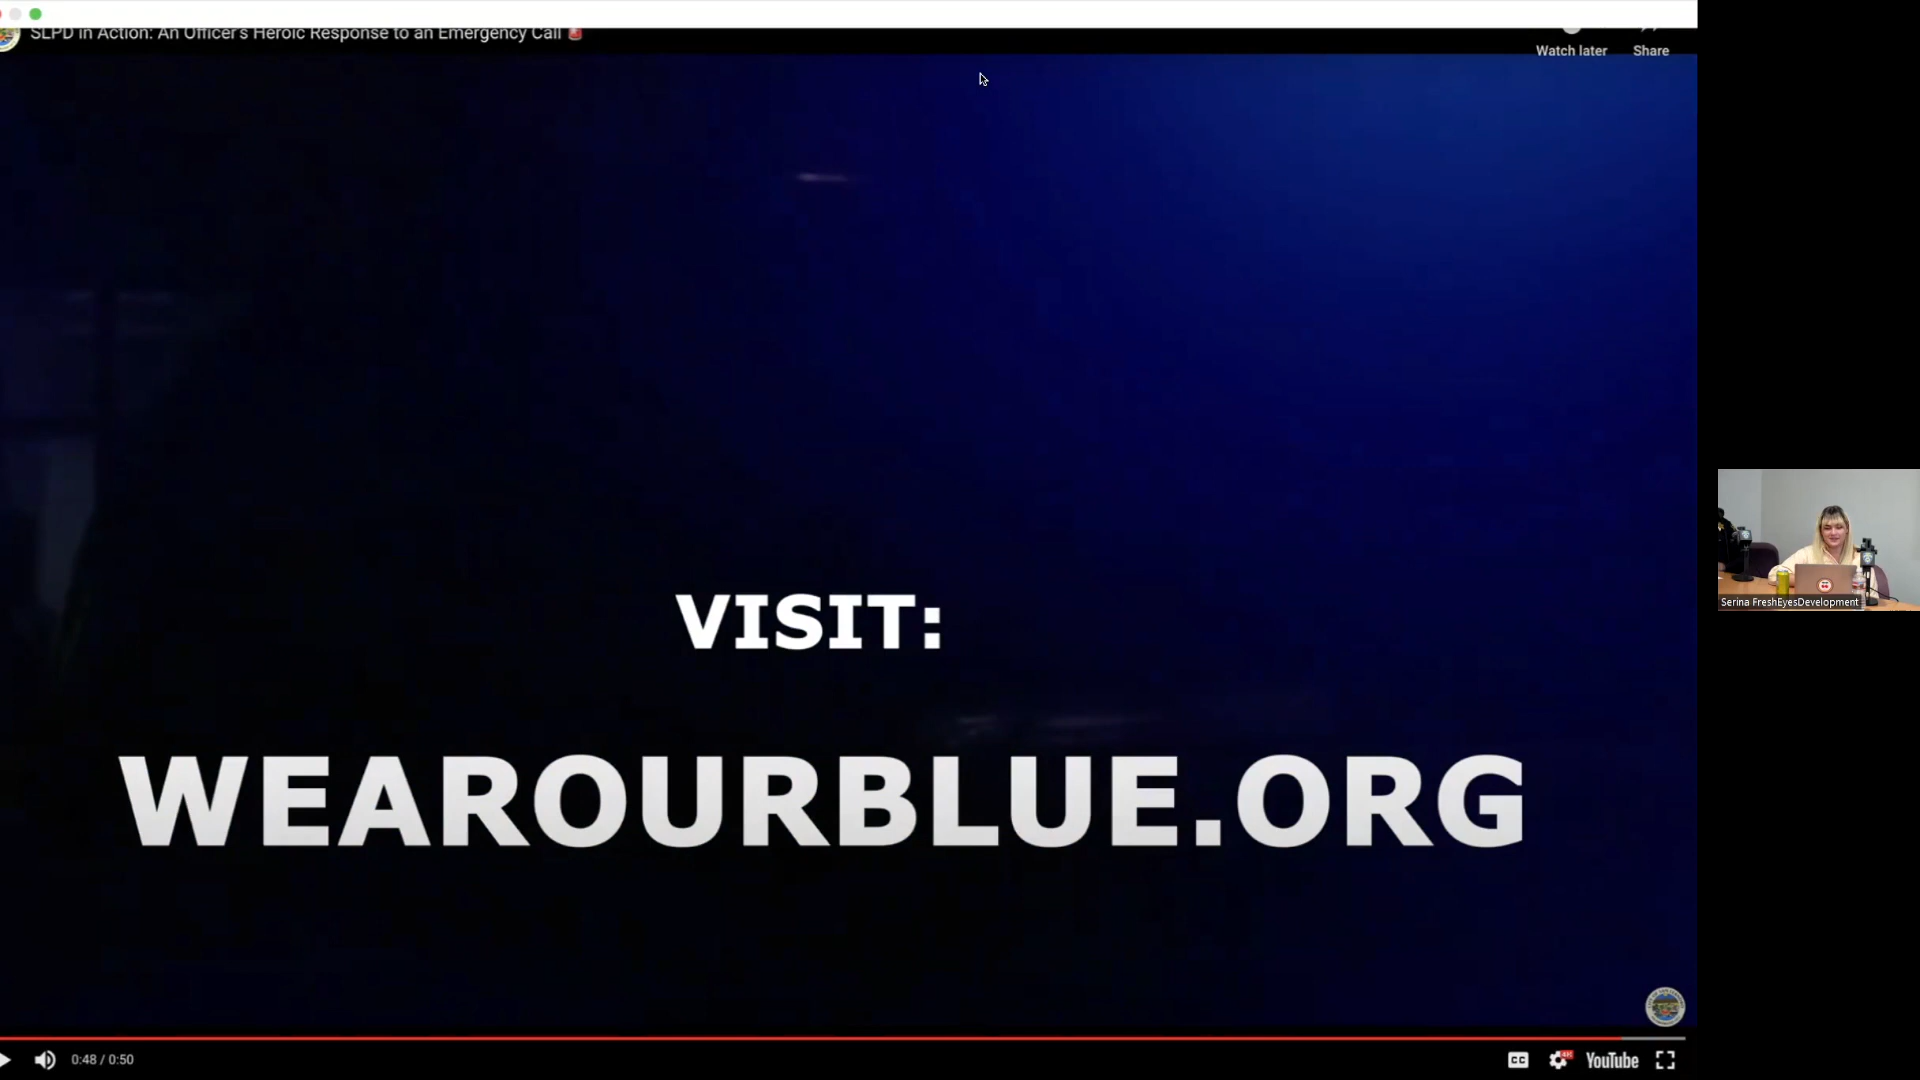 SLPD in Action: An Officer's Heroic Response to an Emergency Call
Watch later
Share
VISIT:
WEAROURBLUE.ORG
Serina FreshEyesDevelopment
0:48 / 0:50
CC
YouTube